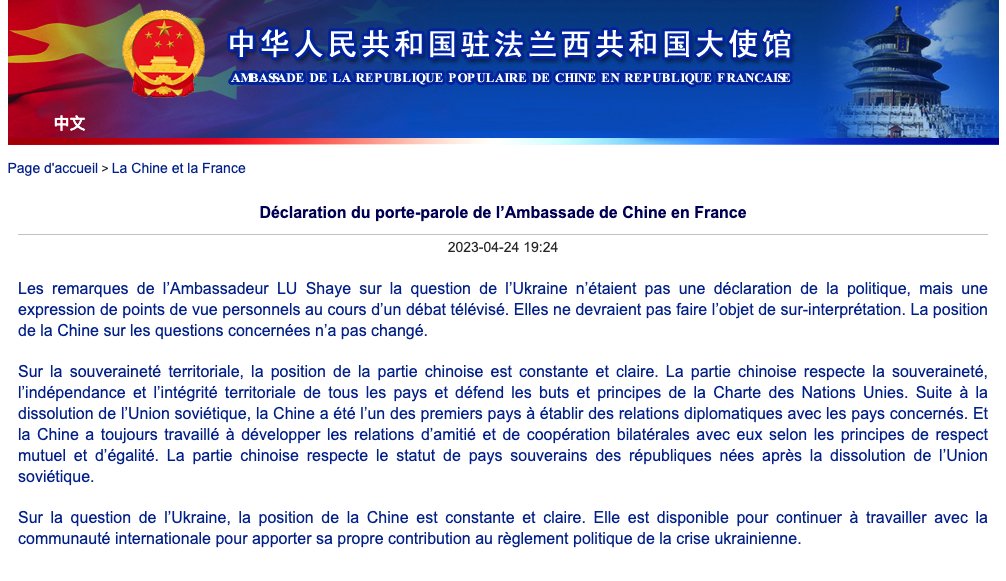 中华人民共和国驻法兰西共和国大使馆
AMBASSADE DE LA REPUBLIQUE POPULAIRE DE CHINE EN REPUBLIQUE FRANCAISE
中文
Page d'accueil > La Chine et la France
Déclaration du porte-parole de l’Ambassade de Chine en France
2023-04-24 19:24
Les remarques de l’Ambassadeur LU Shaye sur la question de l’Ukraine n’étaient pas une déclaration de la politique, mais une
expression de points de vue personnels au cours d’un débat télévisé. Elles ne devraient pas faire l’objet de sur-interprétation. La position
de la Chine sur les questions concernées n’a pas changé.
Sur la souveraineté territoriale, la position de la partie chinoise est constante et claire. La partie chinoise respecte la souveraineté,
l’indépendance et l’intégrité territoriale de tous les pays et défend les buts et principes de la Charte des Nations Unies. Suite à la
dissolution de l’Union soviétique, la Chine a été l’un des premiers pays à établir des relations diplomatiques avec les pays concernés. Et
la Chine a toujours travaillé à développer les relations d’amitié et de coopération bilatérales avec eux selon les principes de respect
mutuel et d’égalité. La partie chinoise respecte le statut de pays souverains des républiques nées après la dissolution de l’Union
soviétique.
Sur la question de l’Ukraine, la position de la Chine est constante et claire. Elle est disponible pour continuer à travailler avec la
communauté internationale pour apporter sa propre contribution au règlement politique de la crise ukrainienne.